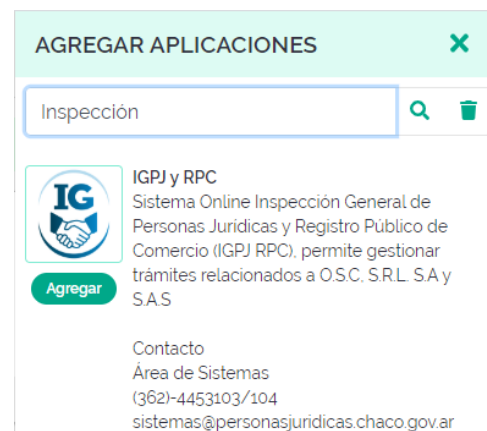 AGREGAR APLICACIONES
Inspección
IG
IGPJ y RPC
Sistema Online Inspección General de
Personas Jurídicas y Registro Público de
Comercio (IGPJ RPC), permite gestionar
trámites relacionados a O.S.C, S.R.L. S.A y
S.A.S
Agregar
Contacto
Área de Sistemas
(362)-4453103/104
sistemas@personasjuridicas.chaco.gov.ar